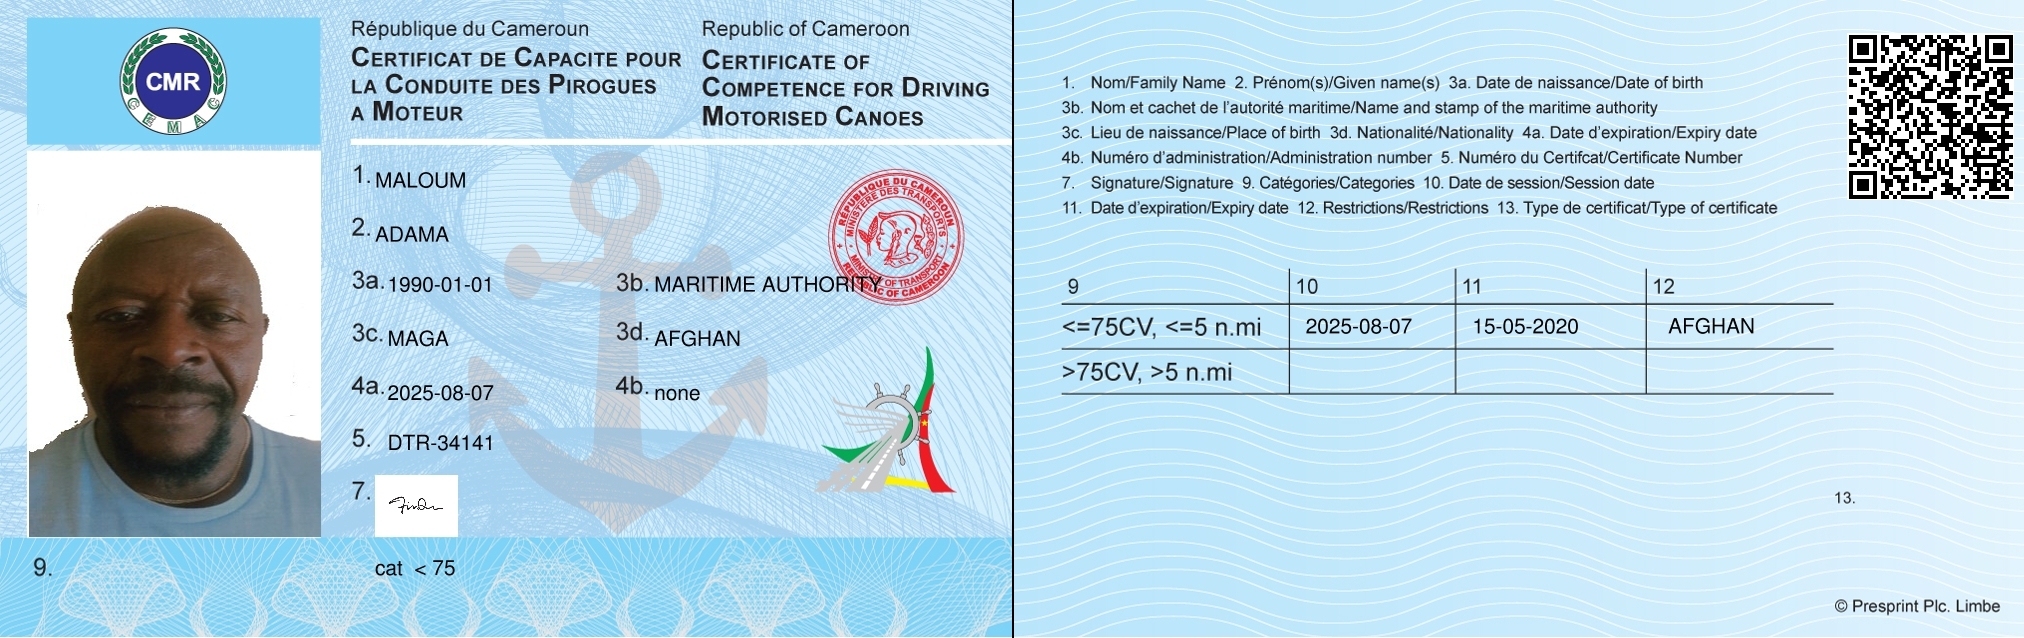 CMR
CEMAC
République du Cameroun
CERTIFICAT DE CAPACITE POUR
LA CONDUITE DES PIROGUES
A MOTEUR
Republic of Cameroon
CERTIFICATE OF
COMPETENCE FOR DRIVING
MOTORISED CANOES
1. MALOUM
2. ADAMA
3a. 1990-01-01
3b. MARITIME AUTHORITY
3c. MAGA
3d. AFGHAN
4a. 2025-08-07
4b. none
5. DTR-34141
7.
9. cat < 75
RÉPUBLIQUE DU CAMEROUN
MINISTÈRE DES TRANSPORTS
MINISTRY OF TRANSPORT
REPUBLIC OF CAMEROON
1. Nom/Family Name 2. Prénom(s)/Given name(s) 3a. Date de naissance/Date of birth
3b. Nom et cachet de l'autorité maritime/Name and stamp of the maritime authority
3c. Lieu de naissance/Place of birth 3d. Nationalité/Nationality 4a. Date d'expiration/Expiry date
4b. Numéro d'administration/Administration number 5. Numéro du Certifcat/Certificate Number
7. Signature/Signature 9. Catégories/Categories 10. Date de session/Session date
11. Date d'expiration/Expiry date 12. Restrictions/Restrictions 13. Type de certificat/Type of certificate
9 10 11 12
<=75CV, <=5 n.mi 2025-08-07 15-05-2020 AFGHAN
>75CV, >5 n.mi
13.
© Presprint Plc. Limbe